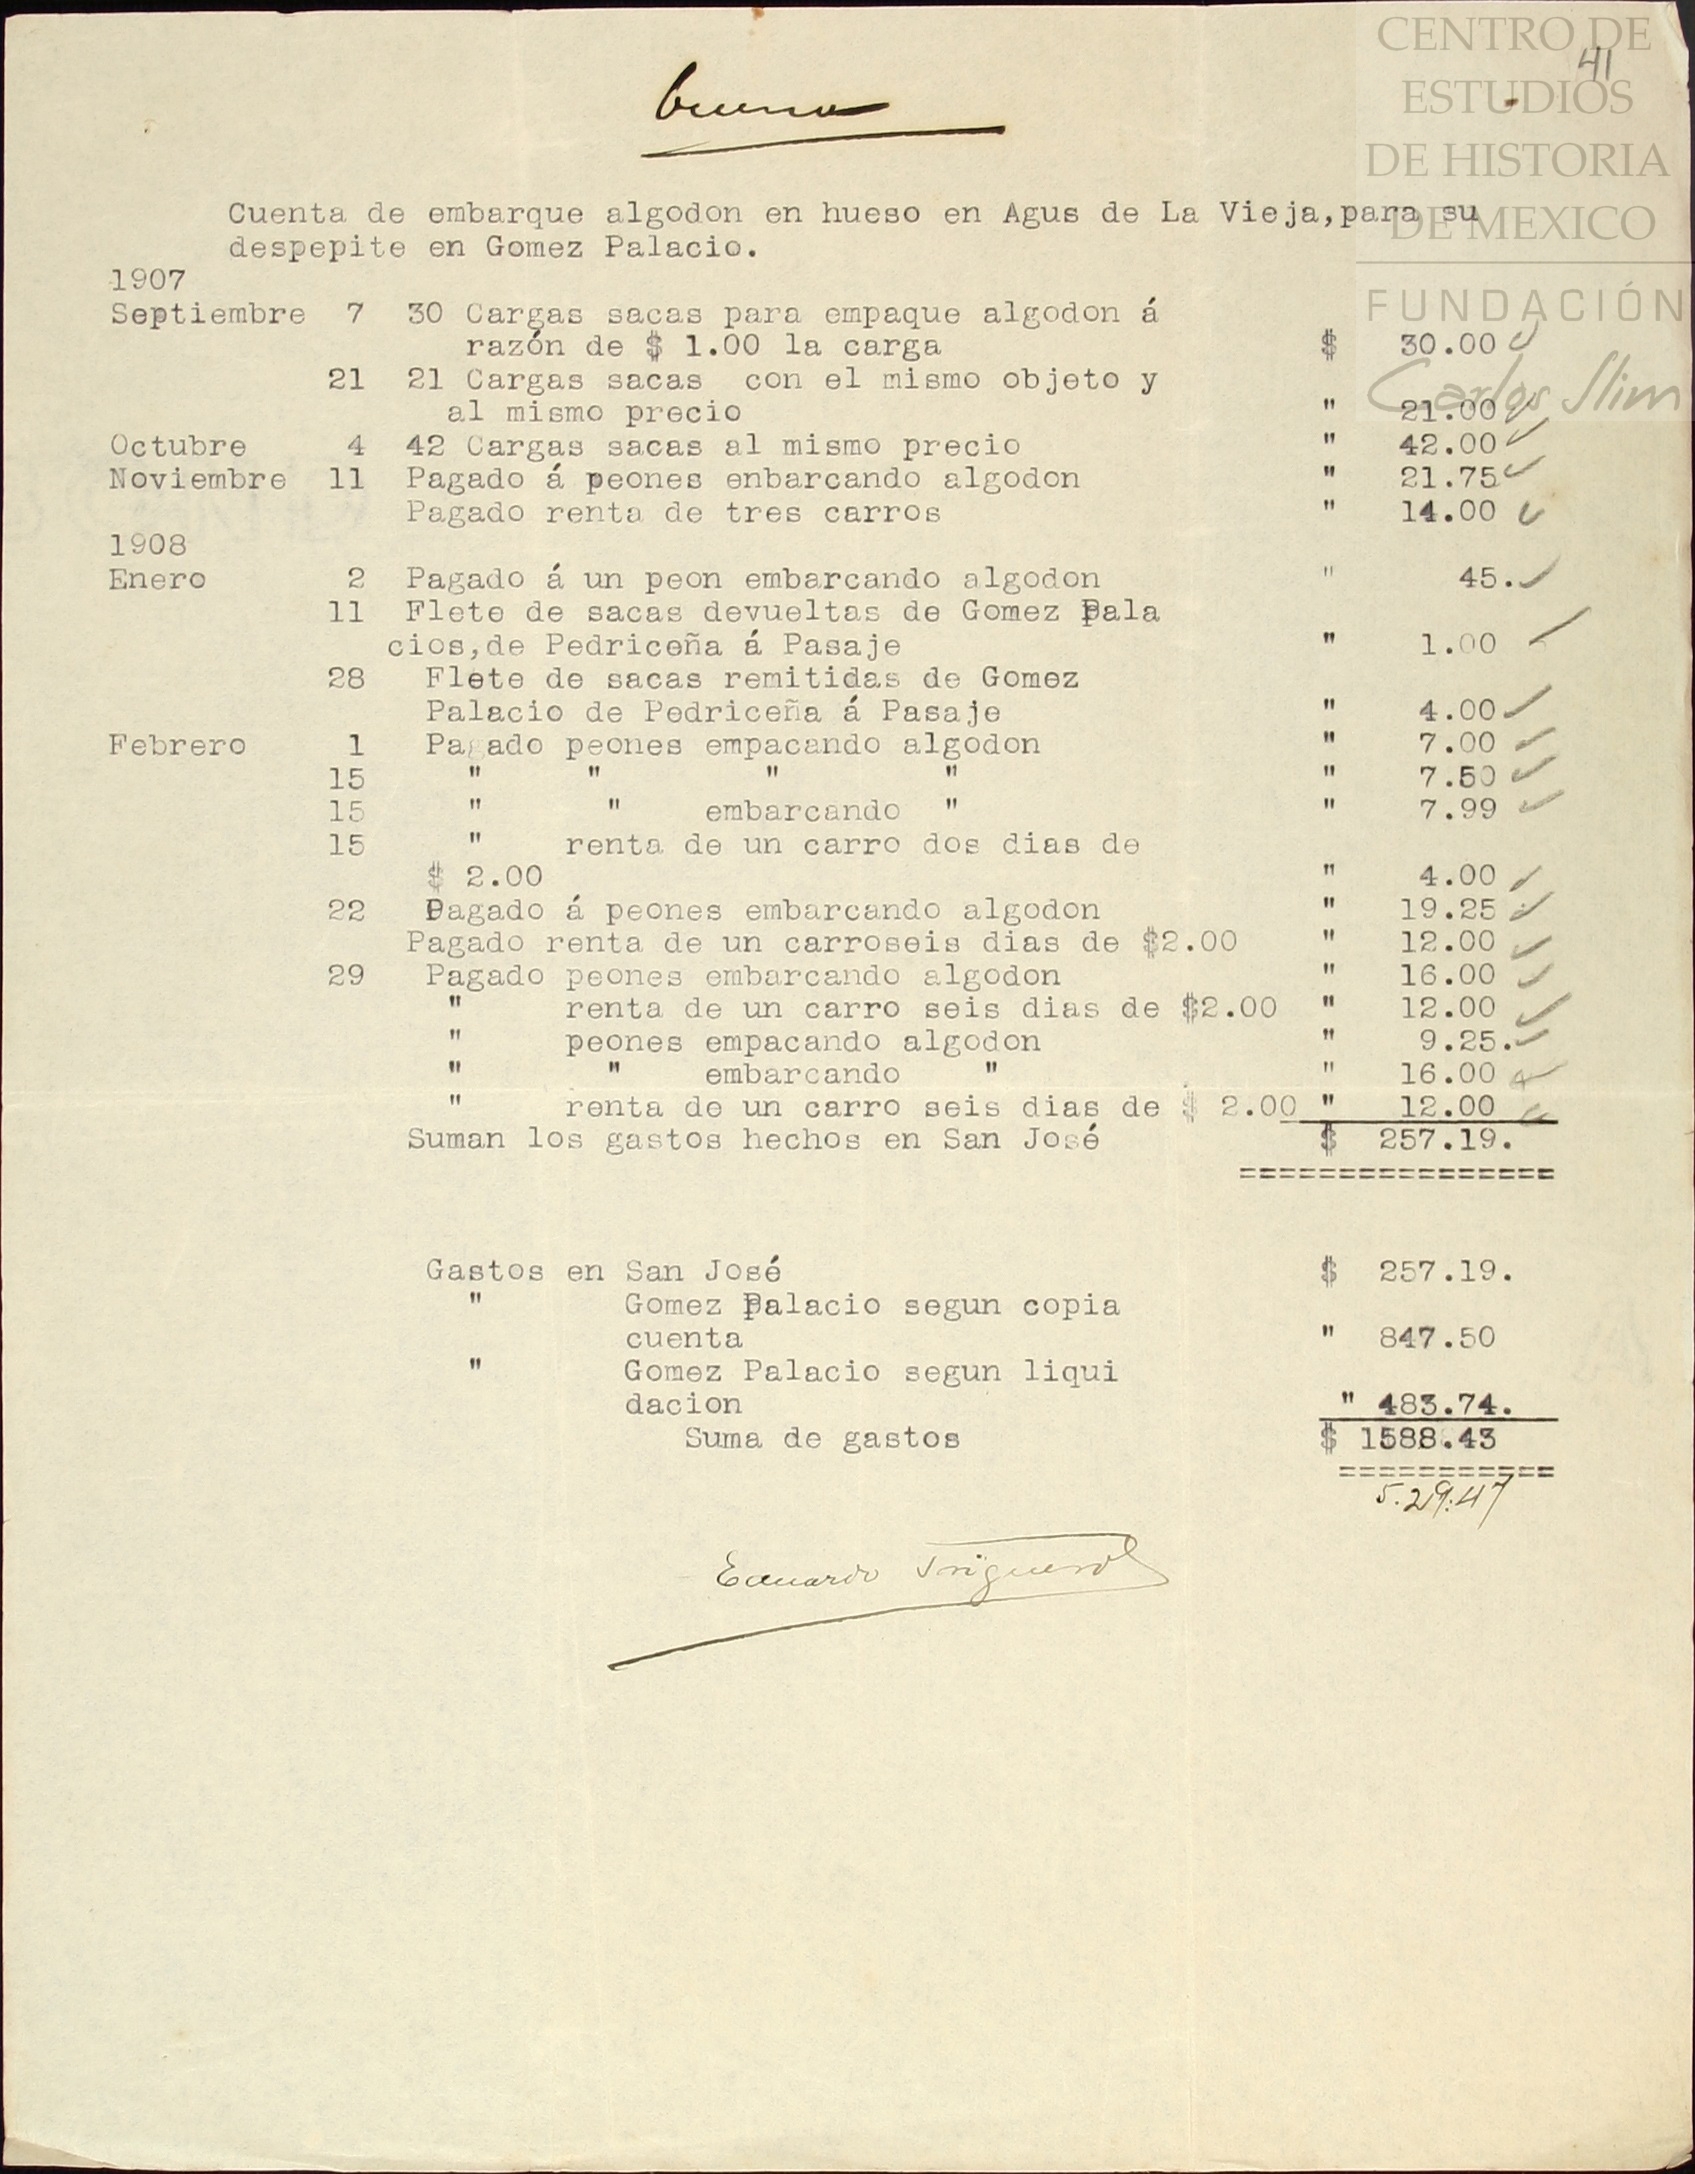 CENTRO DE
41
ESTUDIOS
DE HISTORIA
DE MEXICO
FUNDACIÓN
Carlos Slim
bueno
Cuenta de embarque algodon en hueso en Agus de La Vieja,para su
despepite en Gomez Palacio.
1907
Septiembre 7 30 Cargas sacas para empaque algodon á
razón de $ 1.00 la carga $ 30.00
21 21 Cargas sacas con el mismo objeto y
al mismo precio " 21.00
Octubre 4 42 Cargas sacas al mismo precio " 42.00
Noviembre 11 Pagado á peones enbarcando algodon " 21.75
Pagado renta de tres carros " 14.00
1908
Enero 2 Pagado á un peon embarcando algodon " 45.
11 Flete de sacas devueltas de Gomez Pala
cios,de Pedriceña á Pasaje " 1.00
28 Flete de sacas remitidas de Gomez
Palacio de Pedriceña á Pasaje " 4.00
Febrero 1 Pagado peones empacando algodon " 7.00
15 " " " " " 7.50
15 " " embarcando " " 7.99
15 " renta de un carro dos dias de
$ 2.00 " 4.00
22 Pagado á peones embarcando algodon " 19.25
Pagado renta de un carroseis dias de $2.00 " 12.00
29 Pagado peones embarcando algodon " 16.00
" renta de un carro seis dias de $2.00 " 12.00
" peones empacando algodon " 9.25.
" " embarcando " " 16.00
" renta de un carro seis dias de $ 2.00 " 12.00
Suman los gastos hechos en San José $ 257.19.
================
Gastos en San José $ 257.19.
" Gomez Palacio segun copia
cuenta " 847.50
" Gomez Palacio segun liqui
dacion " 483.74.
Suma de gastos $ 1588.43
===========
5.29.47
Eduardo Trigueros